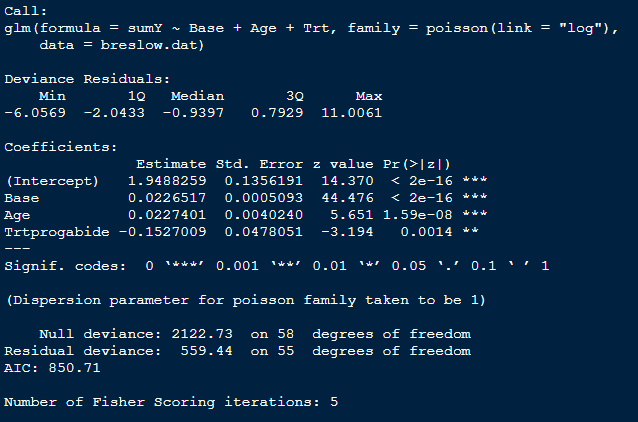 Call:
glm(formula = sumY ~ Base + Age + Trt, family = poisson(link = "log"),
    data = breslow.dat)

Deviance Residuals:
    Min       1Q   Median       3Q      Max
-6.0569  -2.0433  -0.9397   0.7929  11.0061

Coefficients:
               Estimate Std. Error z value Pr(>|z|)
(Intercept)   1.9488259  0.1356191  14.370  < 2e-16 ***
Base          0.0226517  0.0005093  44.476  < 2e-16 ***
Age           0.0227401  0.0040240   5.651 1.59e-08 ***
Trtprogabide -0.1527009  0.0478051  -3.194   0.0014 **
---
Signif. codes:  0 ‘***’ 0.001 ‘**’ 0.01 ‘*’ 0.05 ‘.’ 0.1 ‘ ’ 1

(Dispersion parameter for poisson family taken to be 1)

    Null deviance: 2122.73  on 58  degrees of freedom
Residual deviance:  559.44  on 55  degrees of freedom
AIC: 850.71

Number of Fisher Scoring iterations: 5